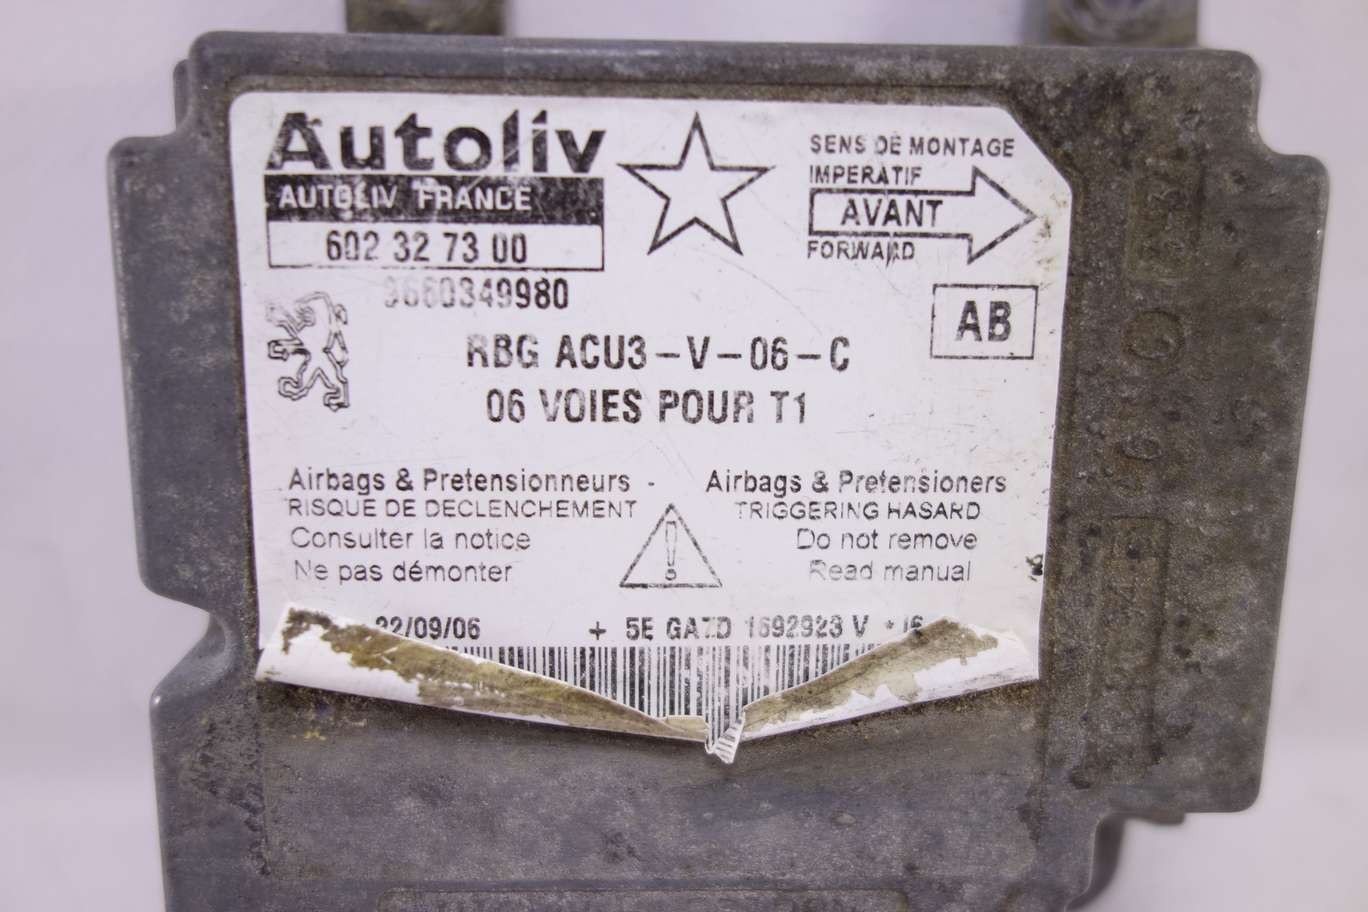 Autoliv
AUTOLIV FRANCE
602 32 73 00
9660349980
SENS DE MONTAGE
IMPERATIF
AVANT
FORWARD
AB
RBG ACU3-V-06-C
06 VOIES POUR T1
Airbags & Pretensionneurs
RISQUE DE DECLENCHEMENT
Consulter la notice
Ne pas démonter
Airbags & Pretensioners
TRIGGERING HASARD
Do not remove
Read manual
22/09/06
+ 5E GAZD 1692923 V